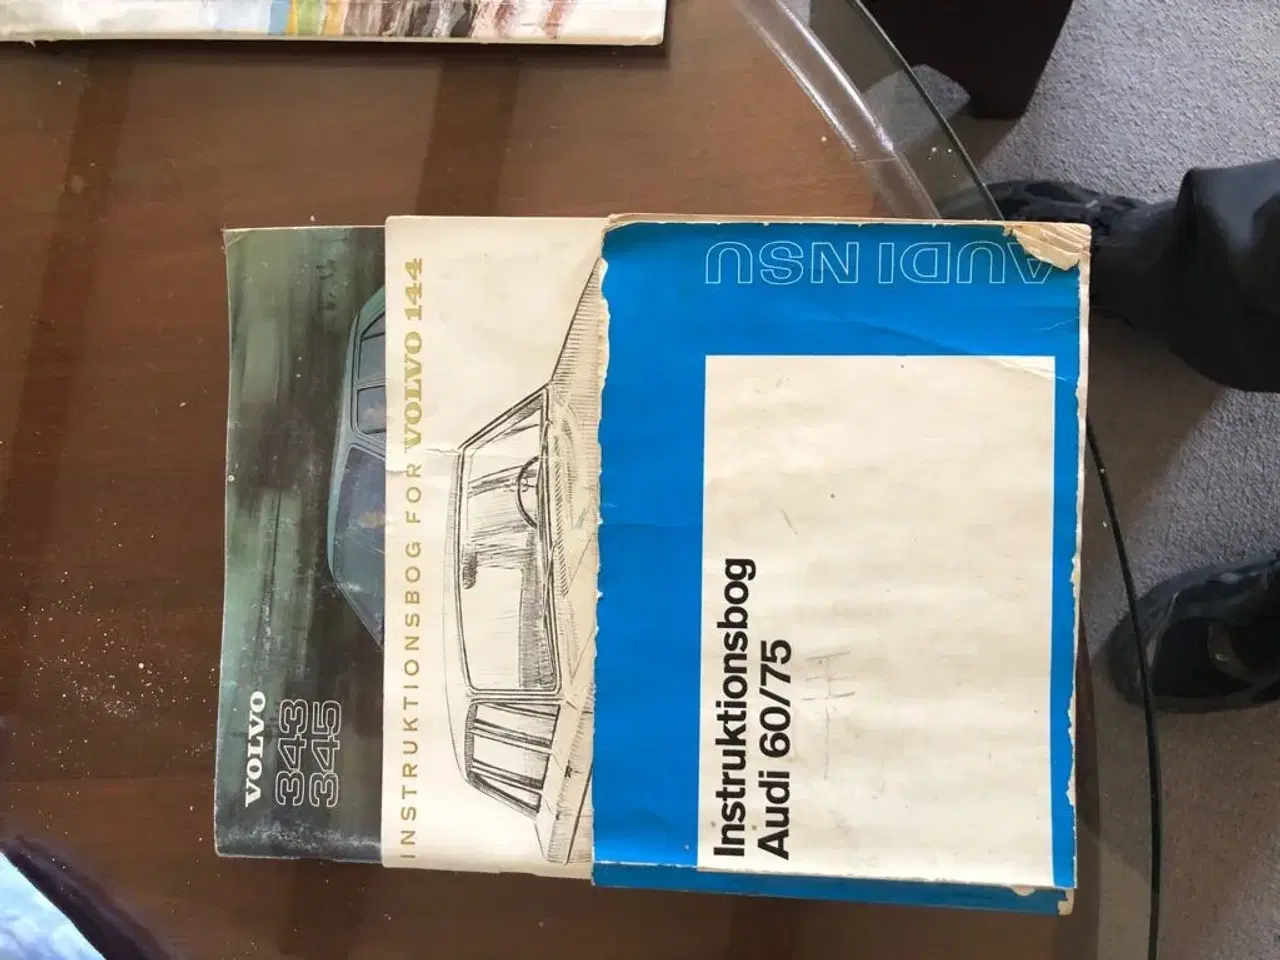 VOLVO
343
345
INSTRUKTIONSBOG FOR VOLVO 144
AUDI NSU
Instruktionsbog
Audi 60/75